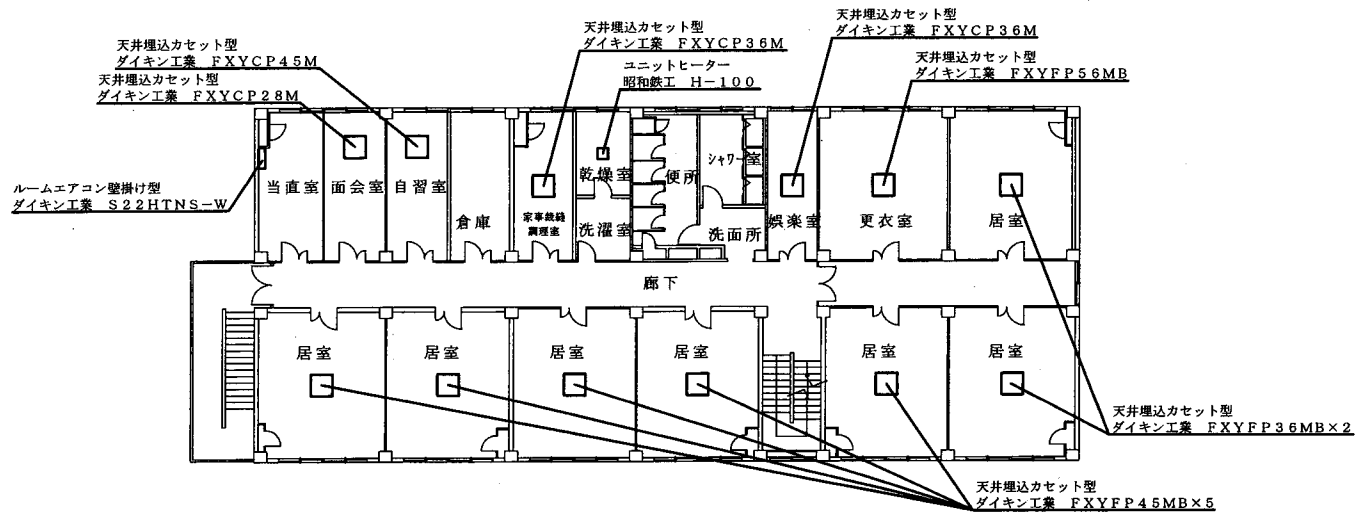 天井埋込カセット型
ダイキン工業 FXYCP36M
天井埋込カセット型
ダイキン工業 FXYCP36M
天井埋込カセット型
ダイキン工業 FXYCP45M
天井埋込カセット型
ダイキン工業 FXYCP28M
ユニットヒーター
昭和鉄工 H-100
天井埋込カセット型
ダイキン工業 FXYFP56MB
ルームエアコン壁掛け型
ダイキン工業 S22HTNS-W
当直室
面会室
自習室
倉庫
家事裁縫
調理室
乾燥室
洗濯室
便所
シャワー室
洗面所
娯楽室
更衣室
居室
廊下
居室
居室
居室
居室
居室
居室
天井埋込カセット型
ダイキン工業 FXYFP36MB×2
天井埋込カセット型
ダイキン工業 FXYFP45MB×5